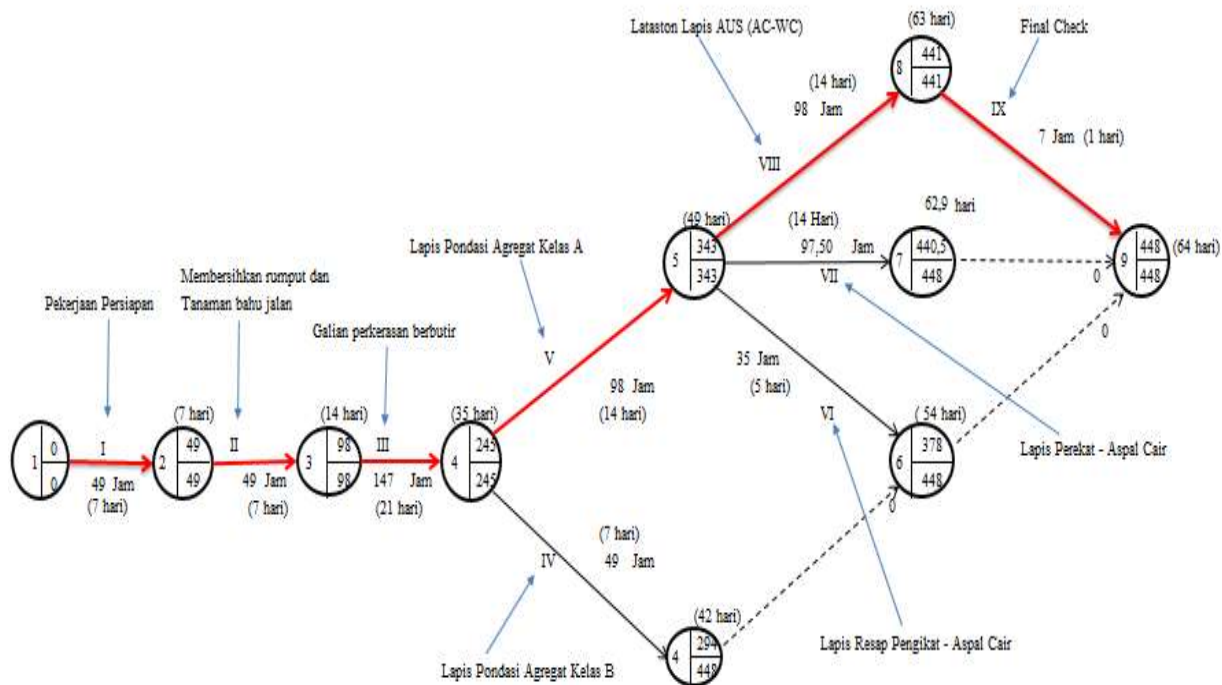 Lataston Lapis AUS (AC-WC)
(63 hari)
Final Check
8
441
441
(14 hari)
98 Jam
IX
7 Jam (1 hari)
VIII
62,9 hari
(49 hari)
(14 Hari)
97,50 Jam
Lapis Pondasi Agregat Kelas A
5
343
343
7
440,5
448
9
448
448
(64 hari)
0
VII
Membersihkan rumput dan
Tanaman bahu jalan
Pekerjaan Persiapan
Galian perkerasan berbutir
0
V
35 Jam
(5 hari)
98 Jam
(14 hari)
(7 hari)
(14 hari)
(35 hari)
VI
( 54 hari)
Lapis Perekat - Aspal Cair
1
0
0
I
49 Jam
(7 hari)
2
49
49
II
49 Jam
(7 hari)
3
98
98
III
147 Jam
(21 hari)
4
245
245
6
378
448
0
(7 hari)
49 Jam
IV
(42 hari)
Lapis Resap Pengikat - Aspal Cair
4
294
448
Lapis Pondasi Agregat Kelas B